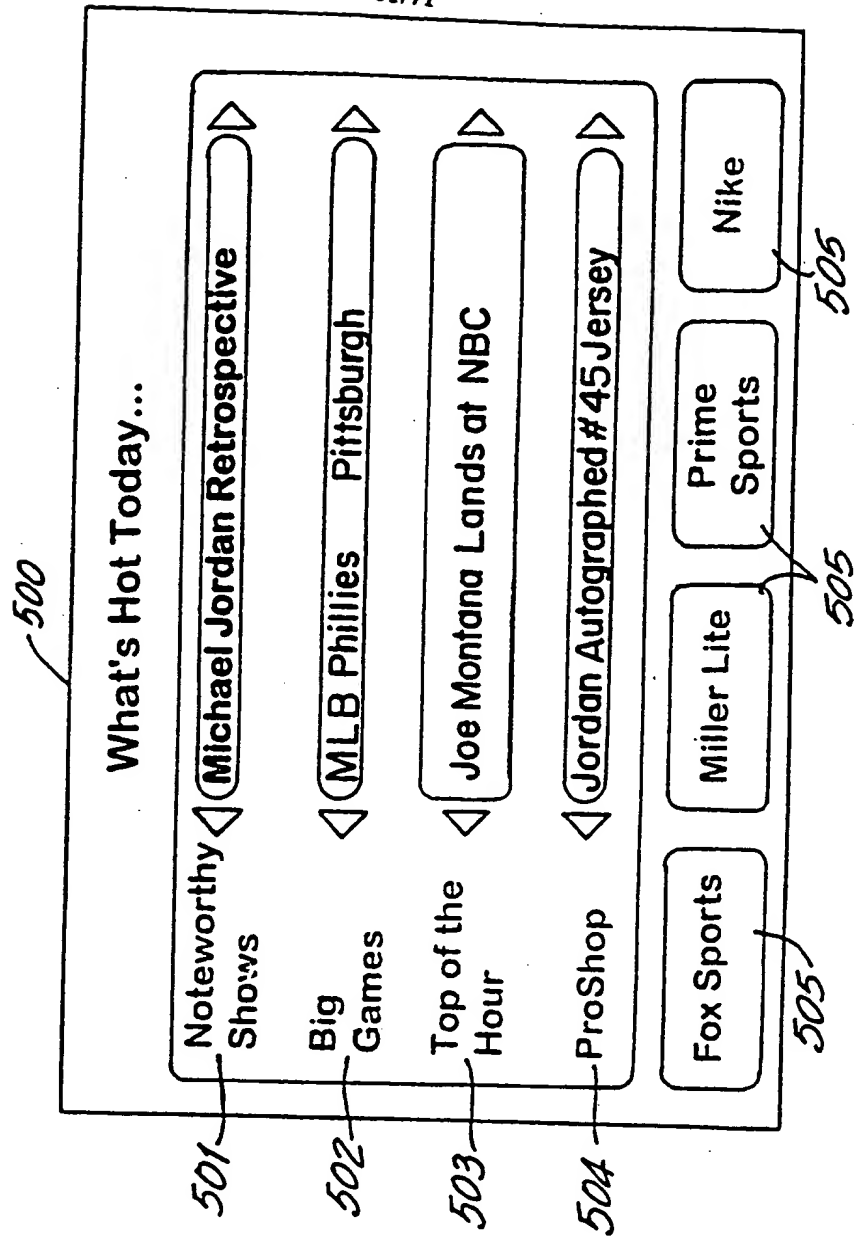 500
What's Hot Today...
501 Noteworthy Shows Michael Jordan Retrospective
502 Big Games MLB Phillies Pittsburgh
503 Top of the Hour Joe Montana Lands at NBC
504 ProShop Jordan Autographed #45 Jersey
Fox Sports Miller Lite Prime Sports Nike
505 505 505